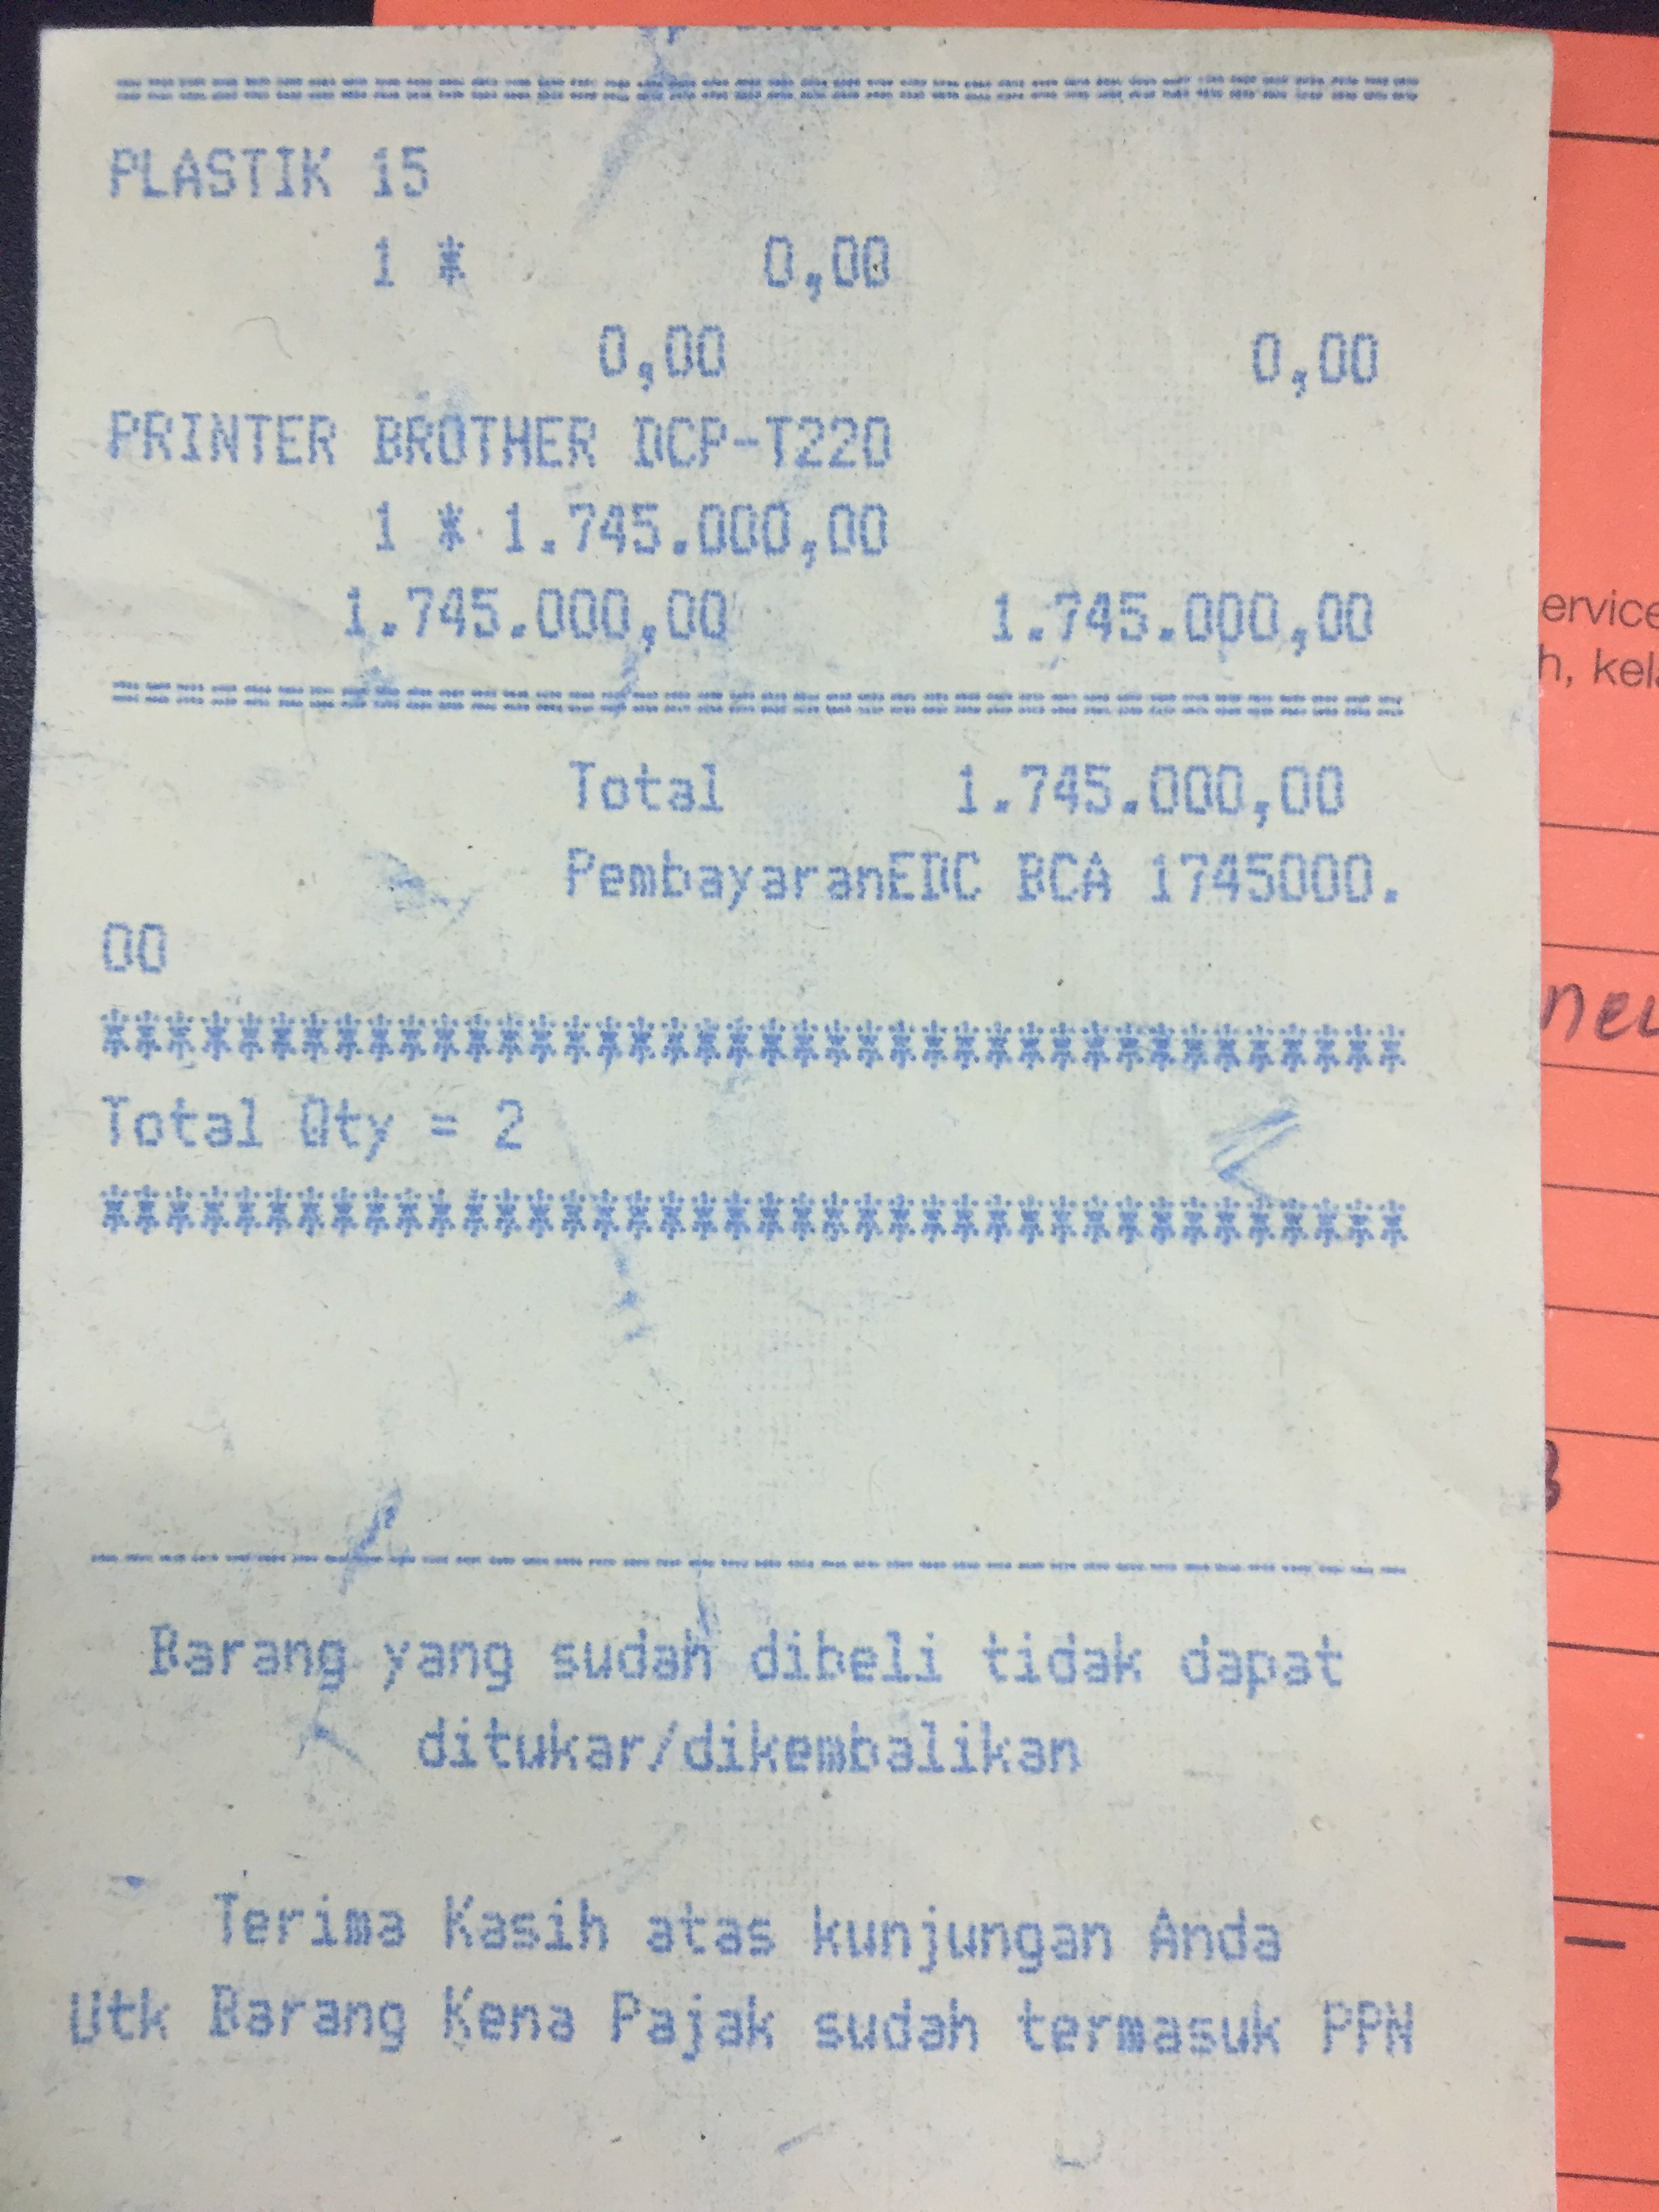 ================================
PLASTIK 15
1 * 0,00
0,00 0,00
PRINTER BROTHER DCP-T220
1 * 1.745.000,00
1.745.000,00 1.745.000,00
================================
Total 1.745.000,00
PembayaranEDC BCA 1745000.
00
****************************************
Total Qty = 2
****************************************
----------------------------------------
Barang yang sudah dibeli tidak dapat
ditukar/dikembalikan
Terima Kasih atas kunjungan Anda
Utk Barang Kena Pajak sudah termasuk PPN